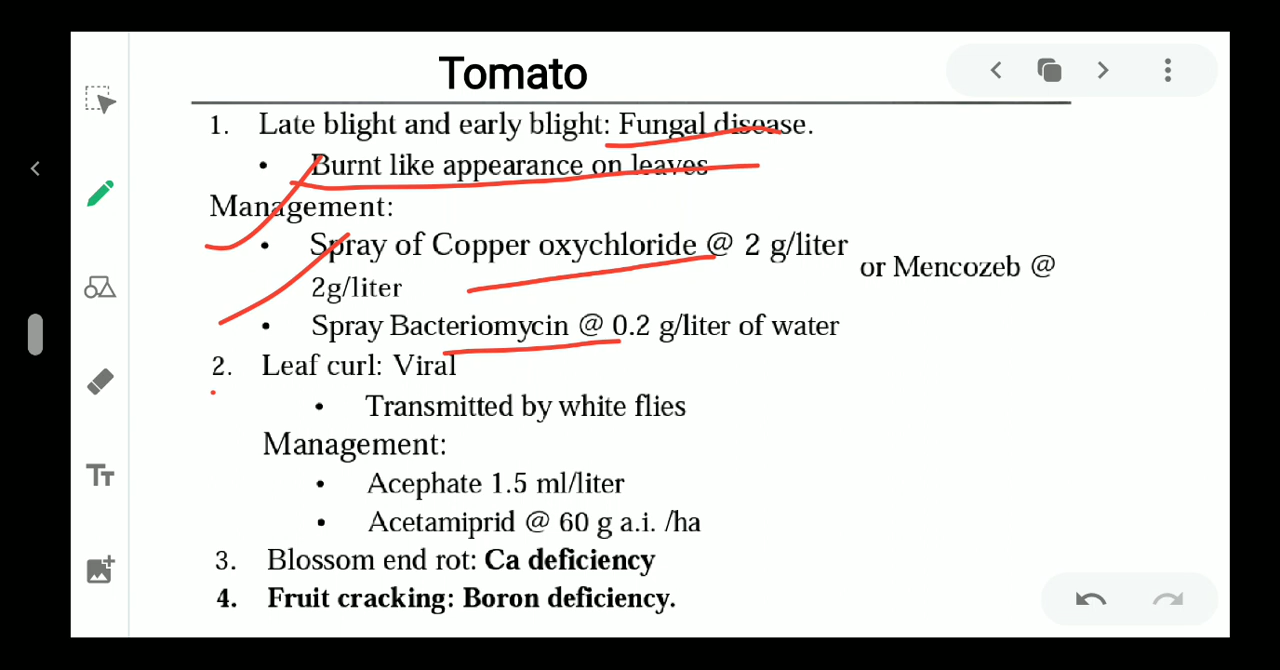 Tomato
1. Late blight and early blight: Fungal disease.
• Burnt like appearance on leaves
Management:
• Spray of Copper oxychloride @ 2 g/liter
or Mencozeb @
2g/liter
• Spray Bacteriomycin @ 0.2 g/liter of water
2. Leaf curl: Viral
• Transmitted by white flies
Management:
• Acephate 1.5 ml/liter
• Acetamiprid @ 60 g a.i. /ha
3. Blossom end rot: Ca deficiency
4. Fruit cracking: Boron deficiency.
TT